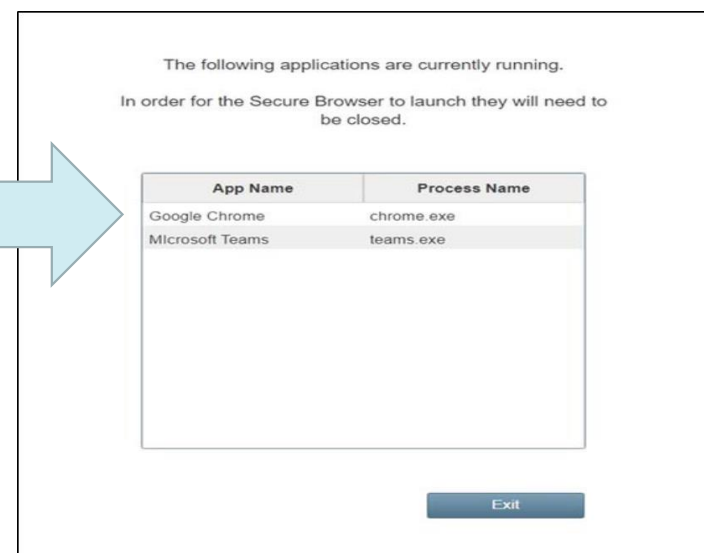 The following applications are currently running.
In order for the Secure Browser to launch they will need to
be closed.
App Name Process Name
Google Chrome chrome.exe
MIcrosoft Teams teams.exe
Exit